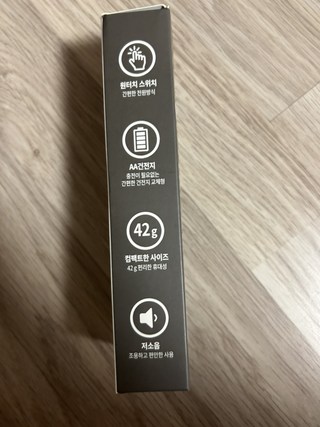 원터치 스위치
간편한 전원방식
AA건전지
충전이 필요없는
간편한 건전지 교체형
42g
컴팩트한 사이즈
42g 편리한 휴대성
저소음
조용하고 편안한 사용